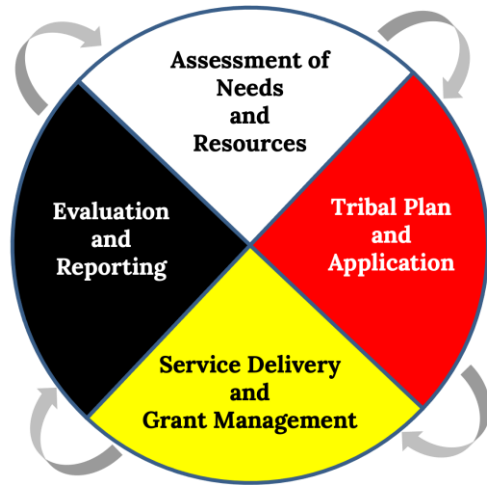 Assessment of
Needs
and
Resources
Tribal Plan
and
Application
Service Delivery
and
Grant Management
Evaluation
and
Reporting